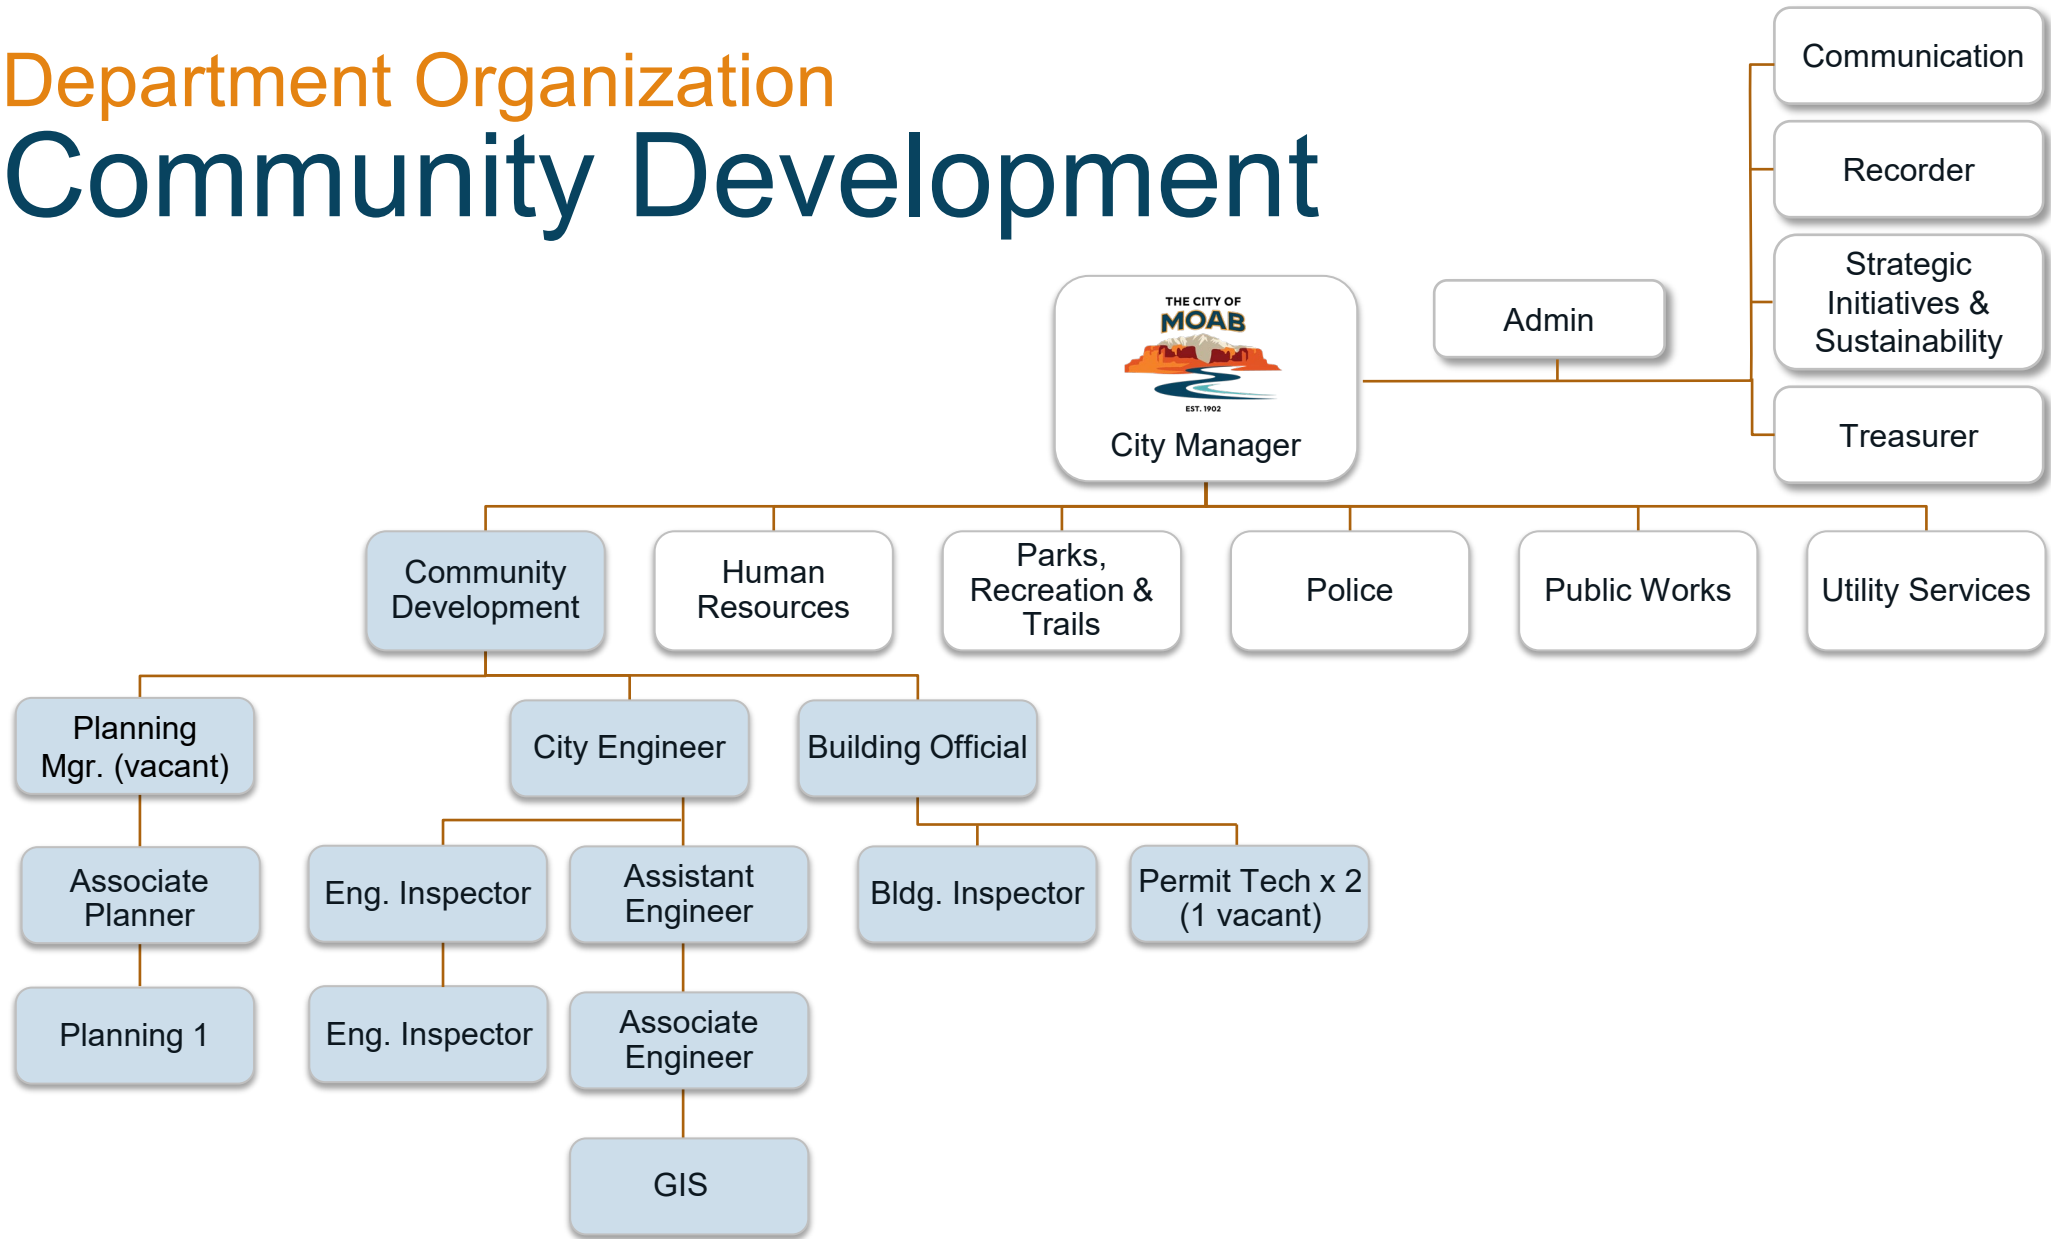 Department Organization
Community Development
Communication
Recorder
Strategic
Initiatives &
Sustainability
Treasurer
Admin
THE CITY OF
MOAB
EST. 1902
City Manager
Community
Development
Human
Resources
Parks,
Recreation &
Trails
Police
Public Works
Utility Services
Planning
Mgr. (vacant)
City Engineer
Building Official
Associate
Planner
Eng. Inspector
Assistant
Engineer
Bldg. Inspector
Permit Tech x 2
(1 vacant)
Planning 1
Eng. Inspector
Associate
Engineer
GIS